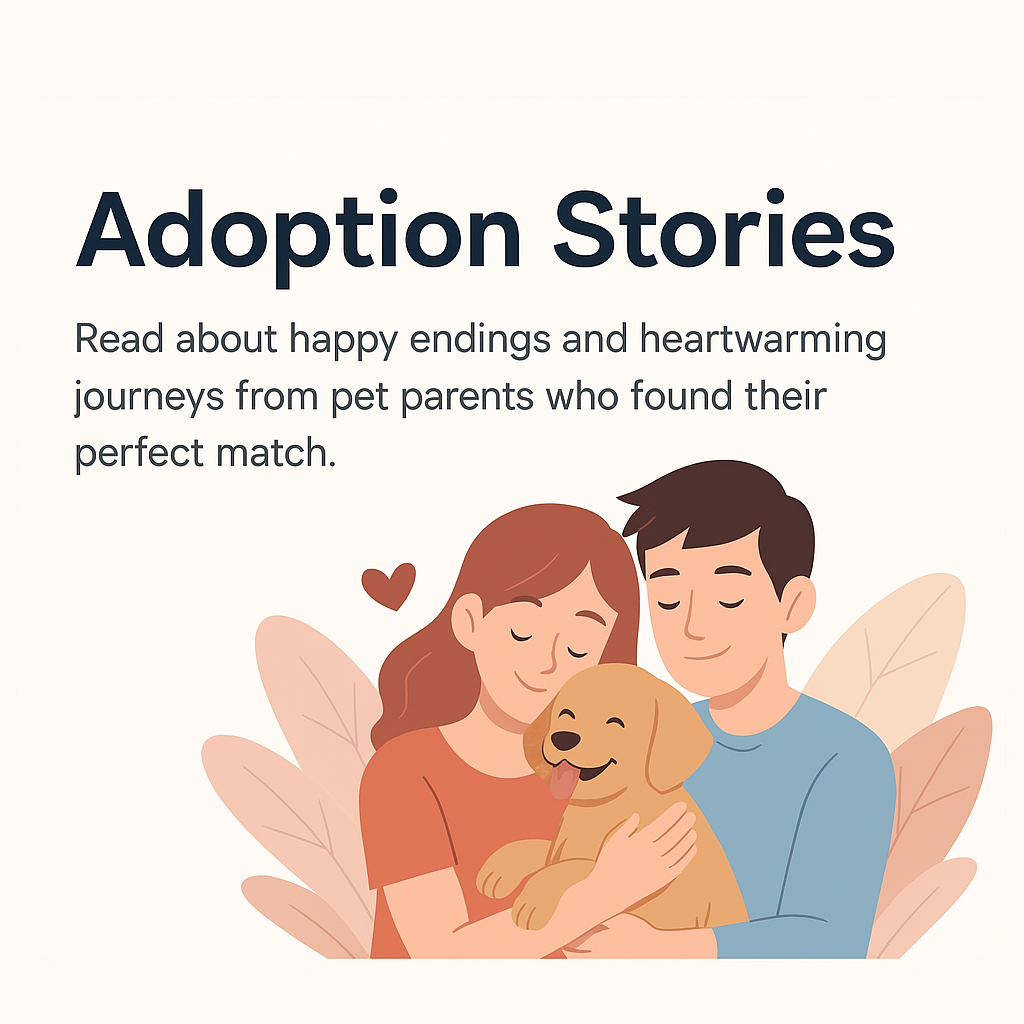 Adoption Stories
Read about happy endings and heartwarming
journeys from pet parents who found their
perfect match.